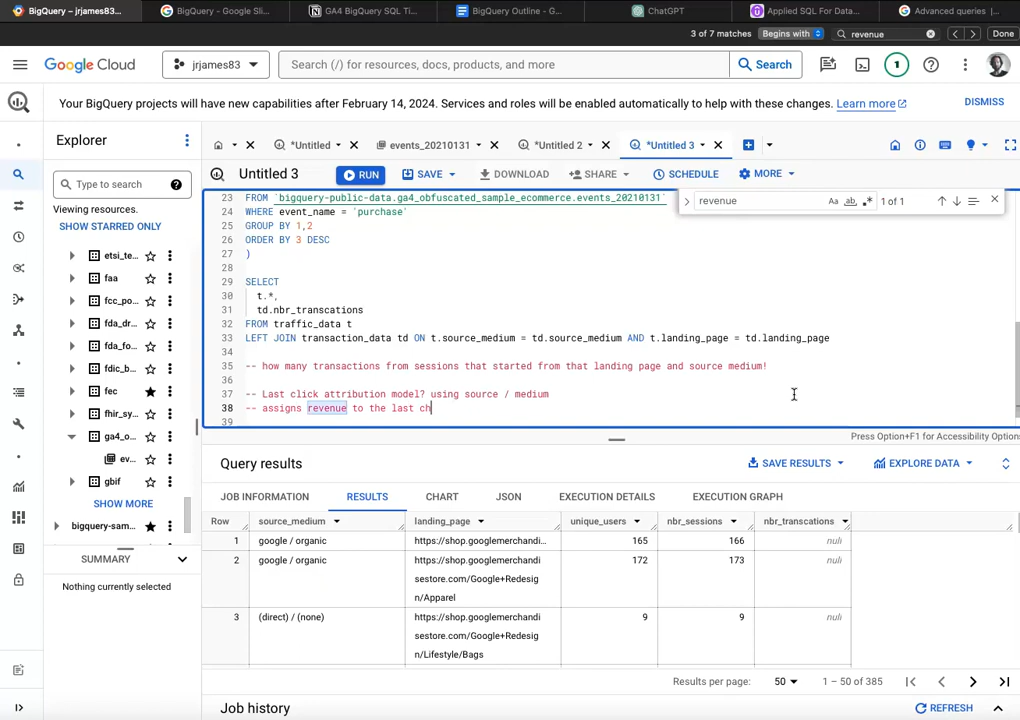 BigQuery – jrjames83...
BigQuery - Google Sli...
GA4 BigQuery SQL Ti...
BigQuery Outline - G...
ChatGPT
Applied SQL For Data...
Advanced queries |...
3 of 7 matches
Begins with
revenue
Done
Google Cloud
jrjames83
Search (/) for resources, docs, products, and more
Search
1
Your BigQuery projects will have new capabilities after February 14, 2024. Services and roles will be enabled automatically to help with these changes. Learn more
DISMISS
Explorer
*Untitled
events_20210131
*Untitled 2
*Untitled 3
Untitled 3
RUN
SAVE
DOWNLOAD
SHARE
SCHEDULE
MORE
Type to search
Viewing resources.
SHOW STARRED ONLY
etsi_te...
faa
fcc_po...
fda_dr...
fda_fo...
fdic_b...
fec
fhir_sy...
ga4_o...
ev...
gbif
SHOW MORE
bigquery-sam...
SUMMARY
Nothing currently selected
revenue
Aa
ab
1 of 1
23 FROM `bigquery-public-data.ga4_obfuscated_sample_ecommerce.events_20210131`
24 WHERE event_name = 'purchase'
25 GROUP BY 1,2
26 ORDER BY 3 DESC
27 )
28
29 SELECT
30 t.*,
31 td.nbr_transcations
32 FROM traffic_data t
33 LEFT JOIN transaction_data td ON t.source_medium = td.source_medium AND t.landing_page = td.landing_page
34
35 -- how many transactions from sessions that started from that landing page and source medium!
36
37 -- Last click attribution model? using source / medium
38 -- assigns revenue to the last ch
39
Press Option+F1 for Accessibility Options
Query results
SAVE RESULTS
EXPLORE DATA
JOB INFORMATION
RESULTS
CHART
JSON
EXECUTION DETAILS
EXECUTION GRAPH
Row source_medium landing_page unique_users nbr_sessions nbr_transcations
1 google / organic https://shop.googlemerchandi... 165 166 null
2 google / organic https://shop.googlemerchandi 172 173 null
sestore.com/Google+Redesig
n/Apparel
3 (direct) / (none) https://shop.googlemerchandi 9 9 null
sestore.com/Google+Redesig
n/Lifestyle/Bags
Results per page: 50 1 – 50 of 385
Job history
REFRESH